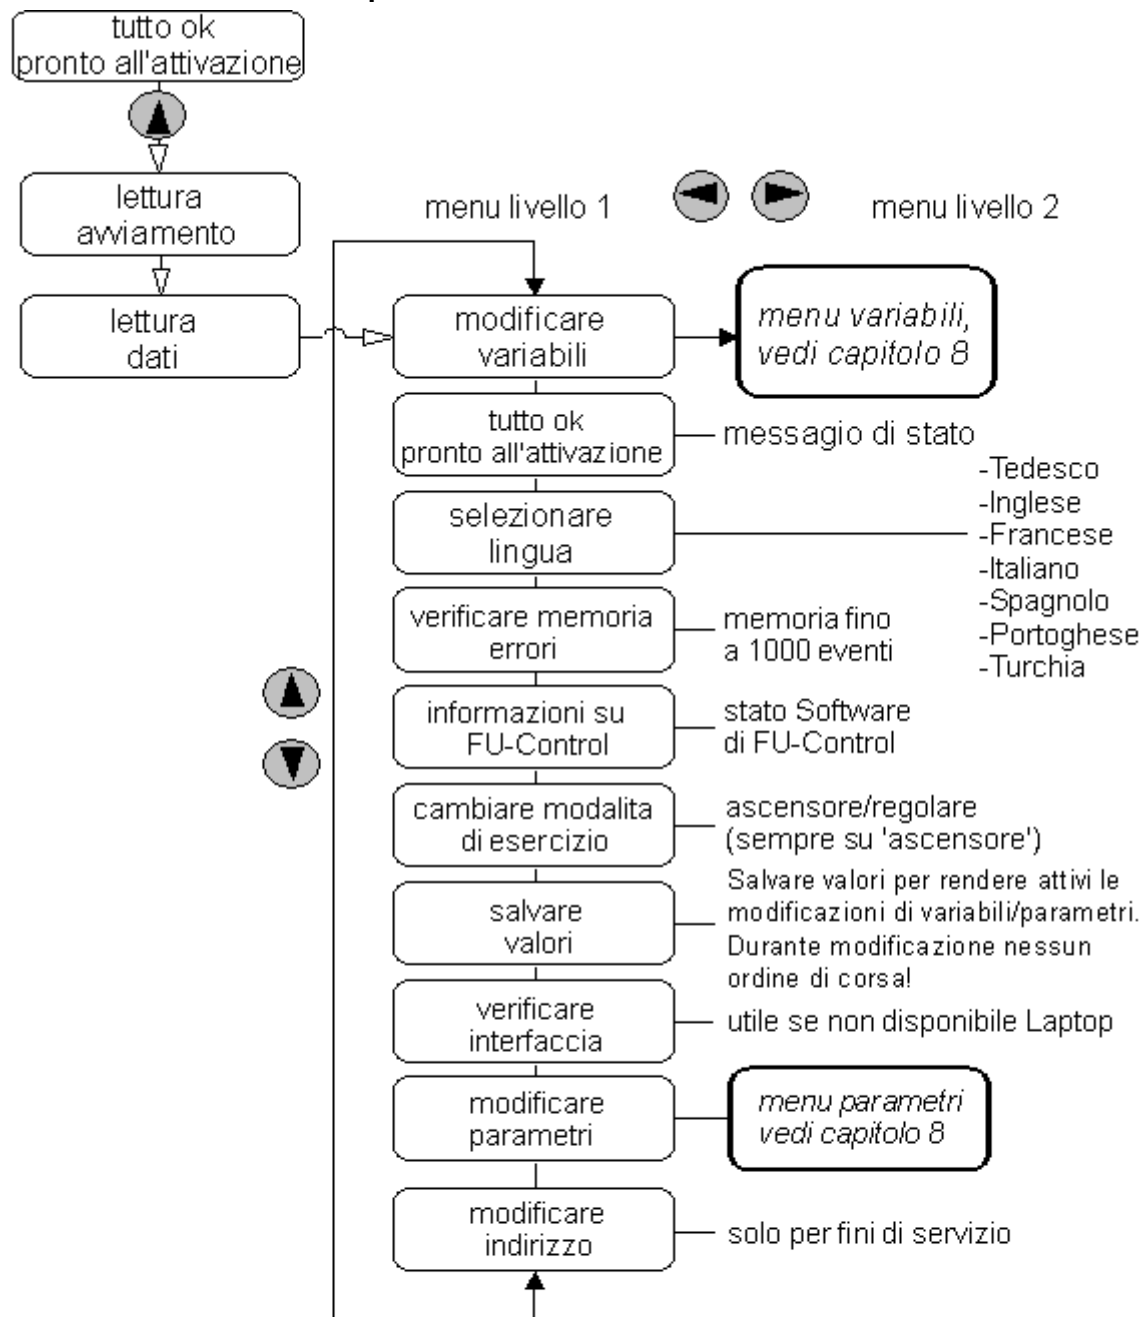 tutto ok
pronto all'attivazione
lettura
avviamento
lettura
dati
menu livello 1
menu livello 2
modificare
variabili
menu variabili,
vedi capitolo 8
tutto ok
pronto all'attivazione
messagio di stato
selezionare
lingua
-Tedesco
-Inglese
-Francese
-Italiano
-Spagnolo
-Portoghese
-Turchia
verificare memoria
errori
memoria fino
a 1000 eventi
informazioni su
FU-Control
stato Software
di FU-Control
cambiare modalita
di esercizio
ascensore/regolare
(sempre su 'ascensore')
salvare
valori
Salvare valori per rendere attivi le
modificazioni di variabili/parametri.
Durante modificazione nessun
ordine di corsa!
verificare
interfaccia
utile se non disponibile Laptop
modificare
parametri
menu parametri
vedi capitolo 8
modificare
indirizzo
solo per fini di servizio